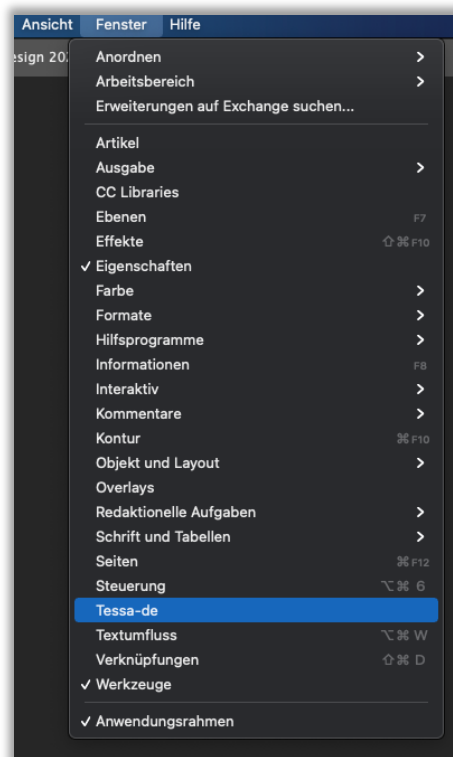 Ansicht Fenster Hilfe
esign 20
Anordnen >
Arbeitsbereich >
Erweiterungen auf Exchange suchen...
Artikel
Ausgabe >
CC Libraries
Ebenen F7
Effekte ⇧⌘F10
✓ Eigenschaften
Farbe >
Formate >
Hilfsprogramme >
Informationen F8
Interaktiv >
Kommentare >
Kontur ⌘F10
Objekt und Layout >
Overlays
Redaktionelle Aufgaben >
Schrift und Tabellen >
Seiten ⌘F12
Steuerung ⌥⌘ 6
Tessa-de
Textumfluss ⌥⌘ W
Verknüpfungen ⇧⌘ D
✓ Werkzeuge
✓ Anwendungsrahmen